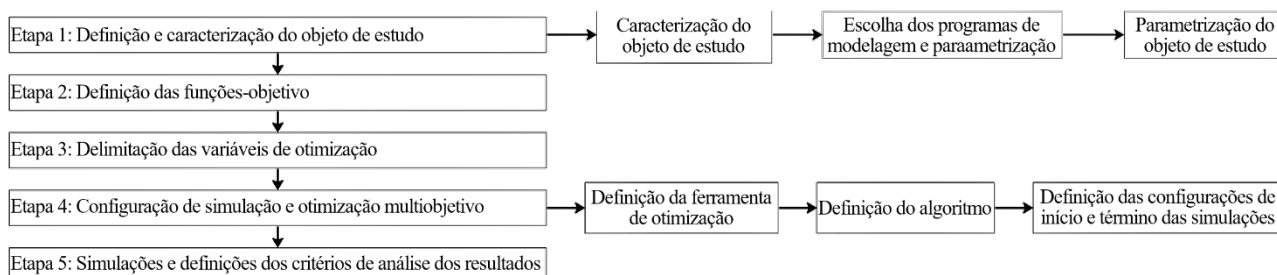 Etapa 1: Definição e caracterização do objeto de estudo
Caracterização do
objeto de estudo
Escolha dos programas de
modelagem e paraametrização
Parametrização do
objeto de estudo
Etapa 2: Definição das funções-objetivo
Etapa 3: Delimitação das variáveis de otimização
Etapa 4: Configuração de simulação e otimização multiobjetivo
Definição da ferramenta
de otimização
Definição do algoritmo
Definição das configurações de
início e término das simulações
Etapa 5: Simulações e definições dos critérios de análise dos resultados